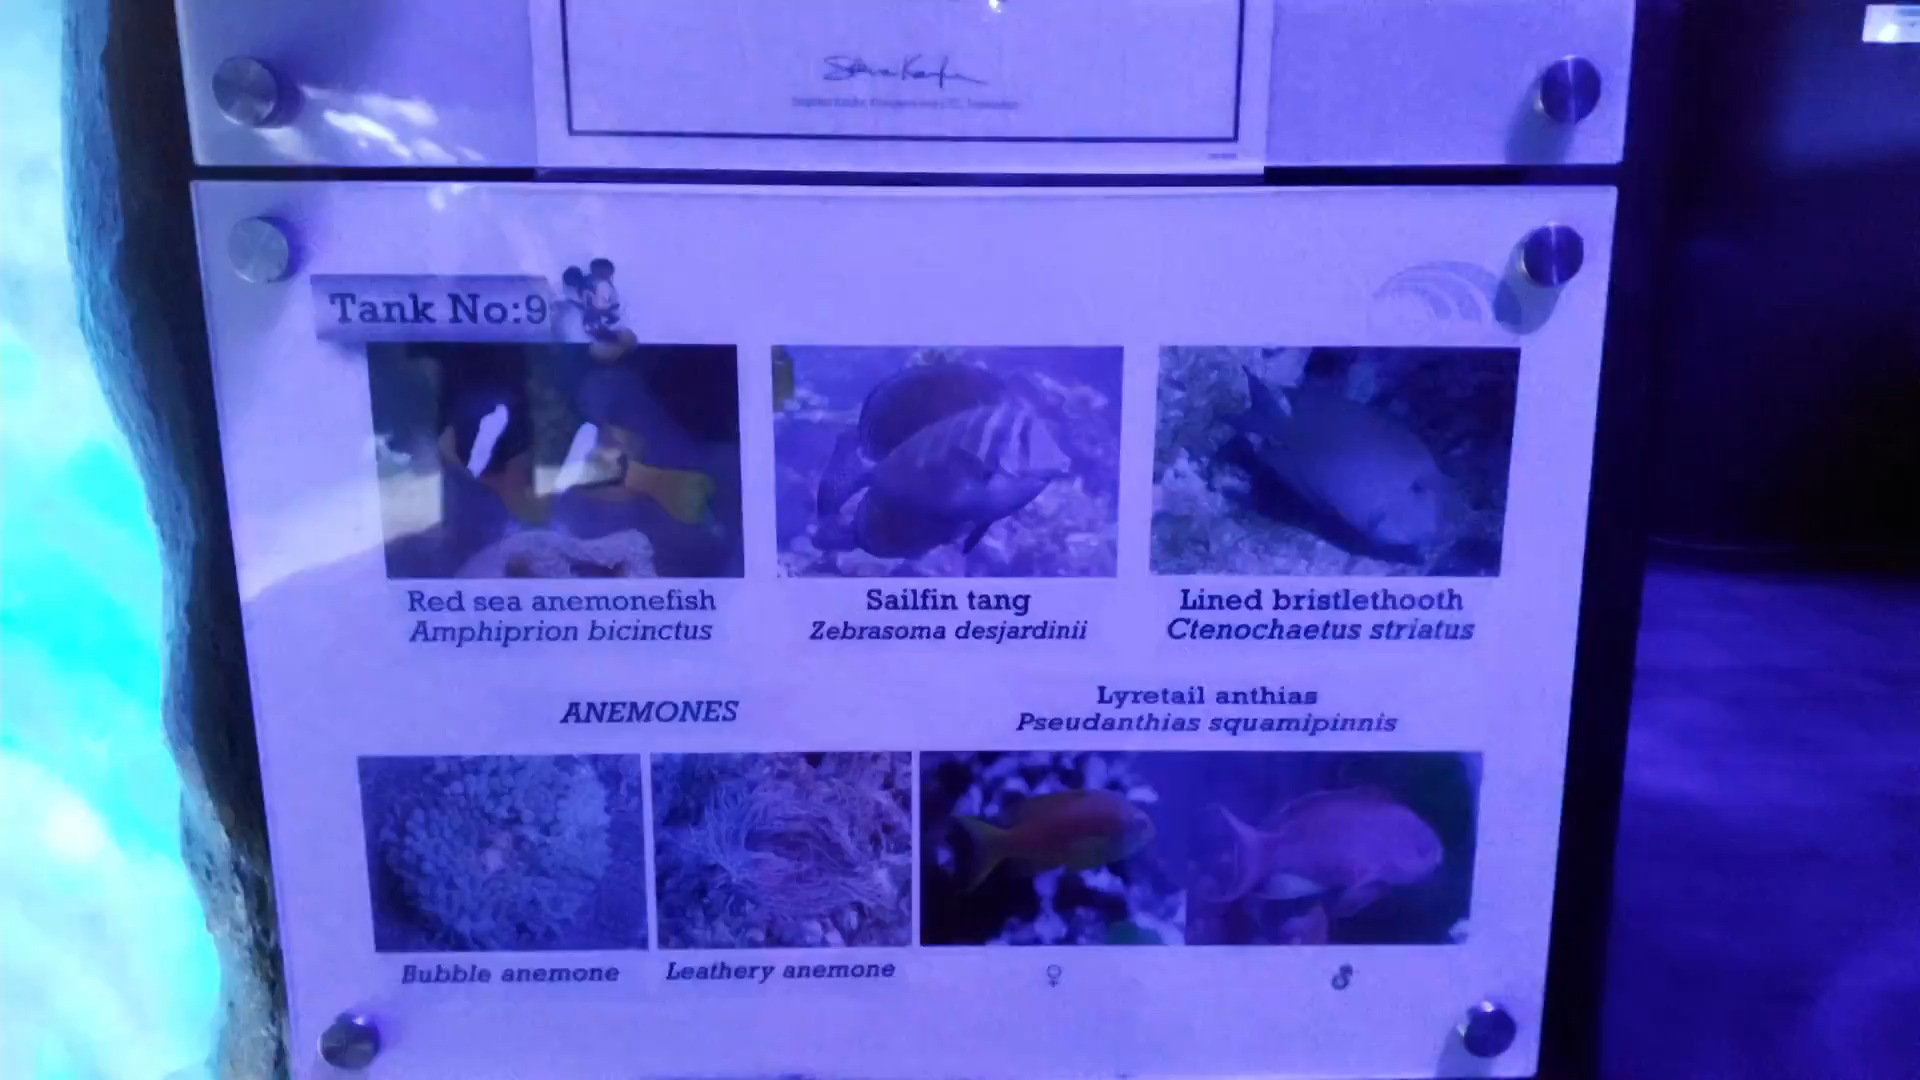 Tank No:9
Red sea anemonefish
Amphiprion bicinctus
Sailfin tang
Zebrasoma desjardinii
Lined bristlethooth
Ctenochaetus striatus
ANEMONES
Lyretail anthias
Pseudanthias squamipinnis
Bubble anemone
Leathery anemone
♀
♂